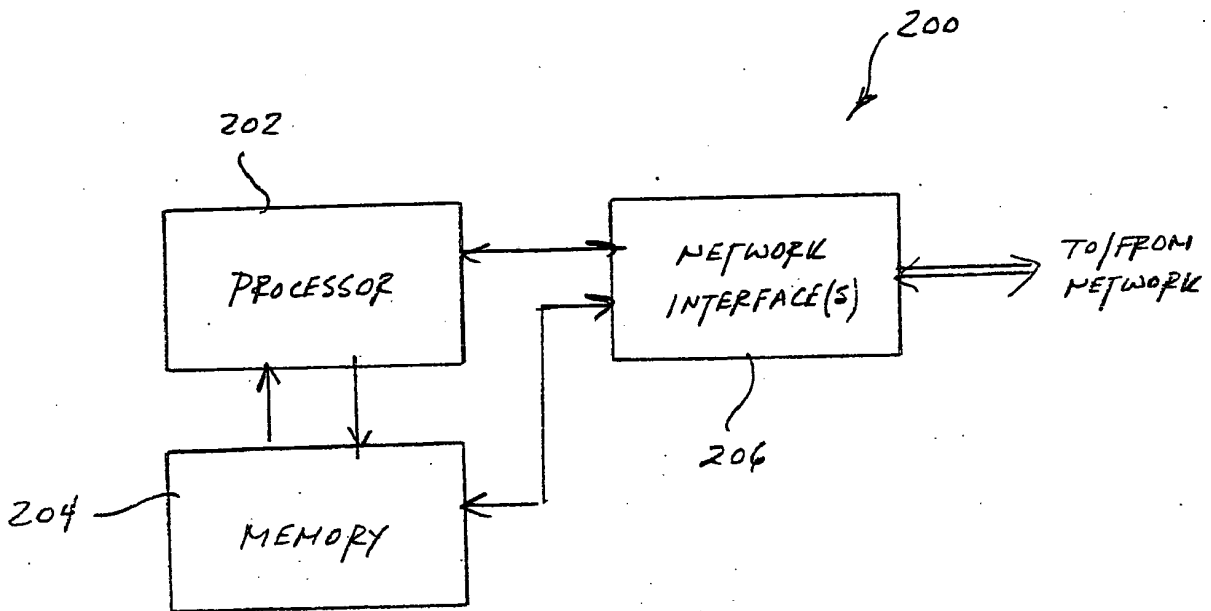 200
202
PROCESSOR
NETWORK
INTERFACE(S)
TO/FROM
NETWORK
206
204
MEMORY